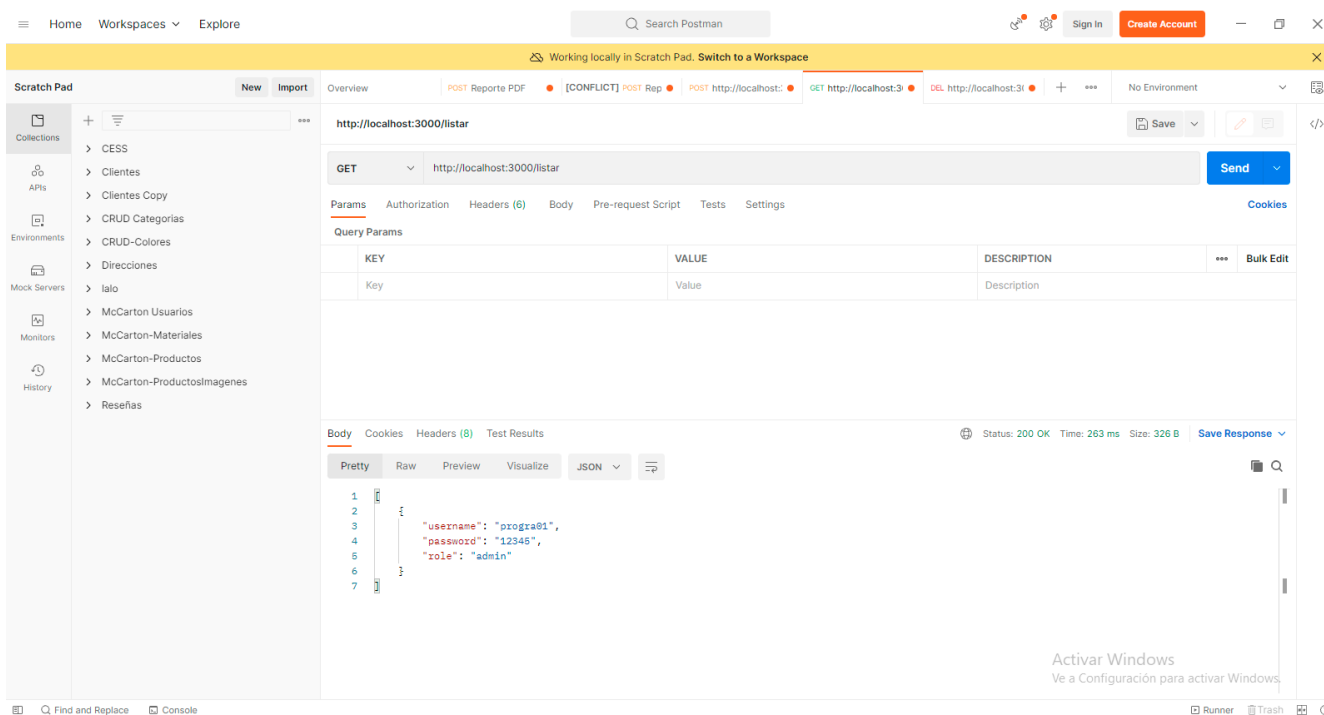 Home Workspaces Explore Search Postman Sign In Create Account
Working locally in Scratch Pad. Switch to a Workspace
Scratch Pad New Import Overview POST Reporte PDF [CONFLICT] POST Rep POST http://localhost: GET http://localhost:3 DEL http://localhost:3 No Environment
Collections
APIs
Environments
Mock Servers
Monitors
History
CESS
Clientes
Clientes Copy
CRUD Categorias
CRUD-Colores
Direcciones
lalo
McCarton Usuarios
McCarton-Materiales
McCarton-Productos
McCarton-ProductosImagenes
Reseñas
http://localhost:3000/listar Save
GET http://localhost:3000/listar Send
Params Authorization Headers (6) Body Pre-request Script Tests Settings Cookies
Query Params
KEY VALUE DESCRIPTION Bulk Edit
Key Value Description
Body Cookies Headers (8) Test Results Status: 200 OK Time: 263 ms Size: 326 B Save Response
Pretty Raw Preview Visualize JSON
1 [
2 {
3 "username": "progra01",
4 "password": "12345",
5 "role": "admin"
6 }
7 ]
Activar Windows
Ve a Configuración para activar Windows.
Find and Replace Console Runner Trash